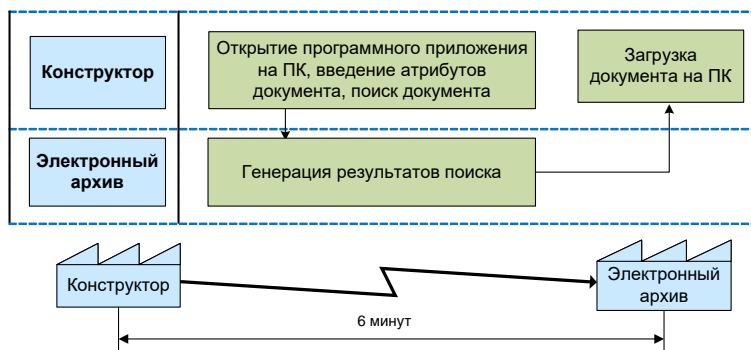 Конструктор
Открытие программного приложения
на ПК, введение атрибутов
документа, поиск документа
Загрузка
документа на ПК
Электронный
архив
Генерация результатов поиска
Конструктор
Электронный
архив
6 минут